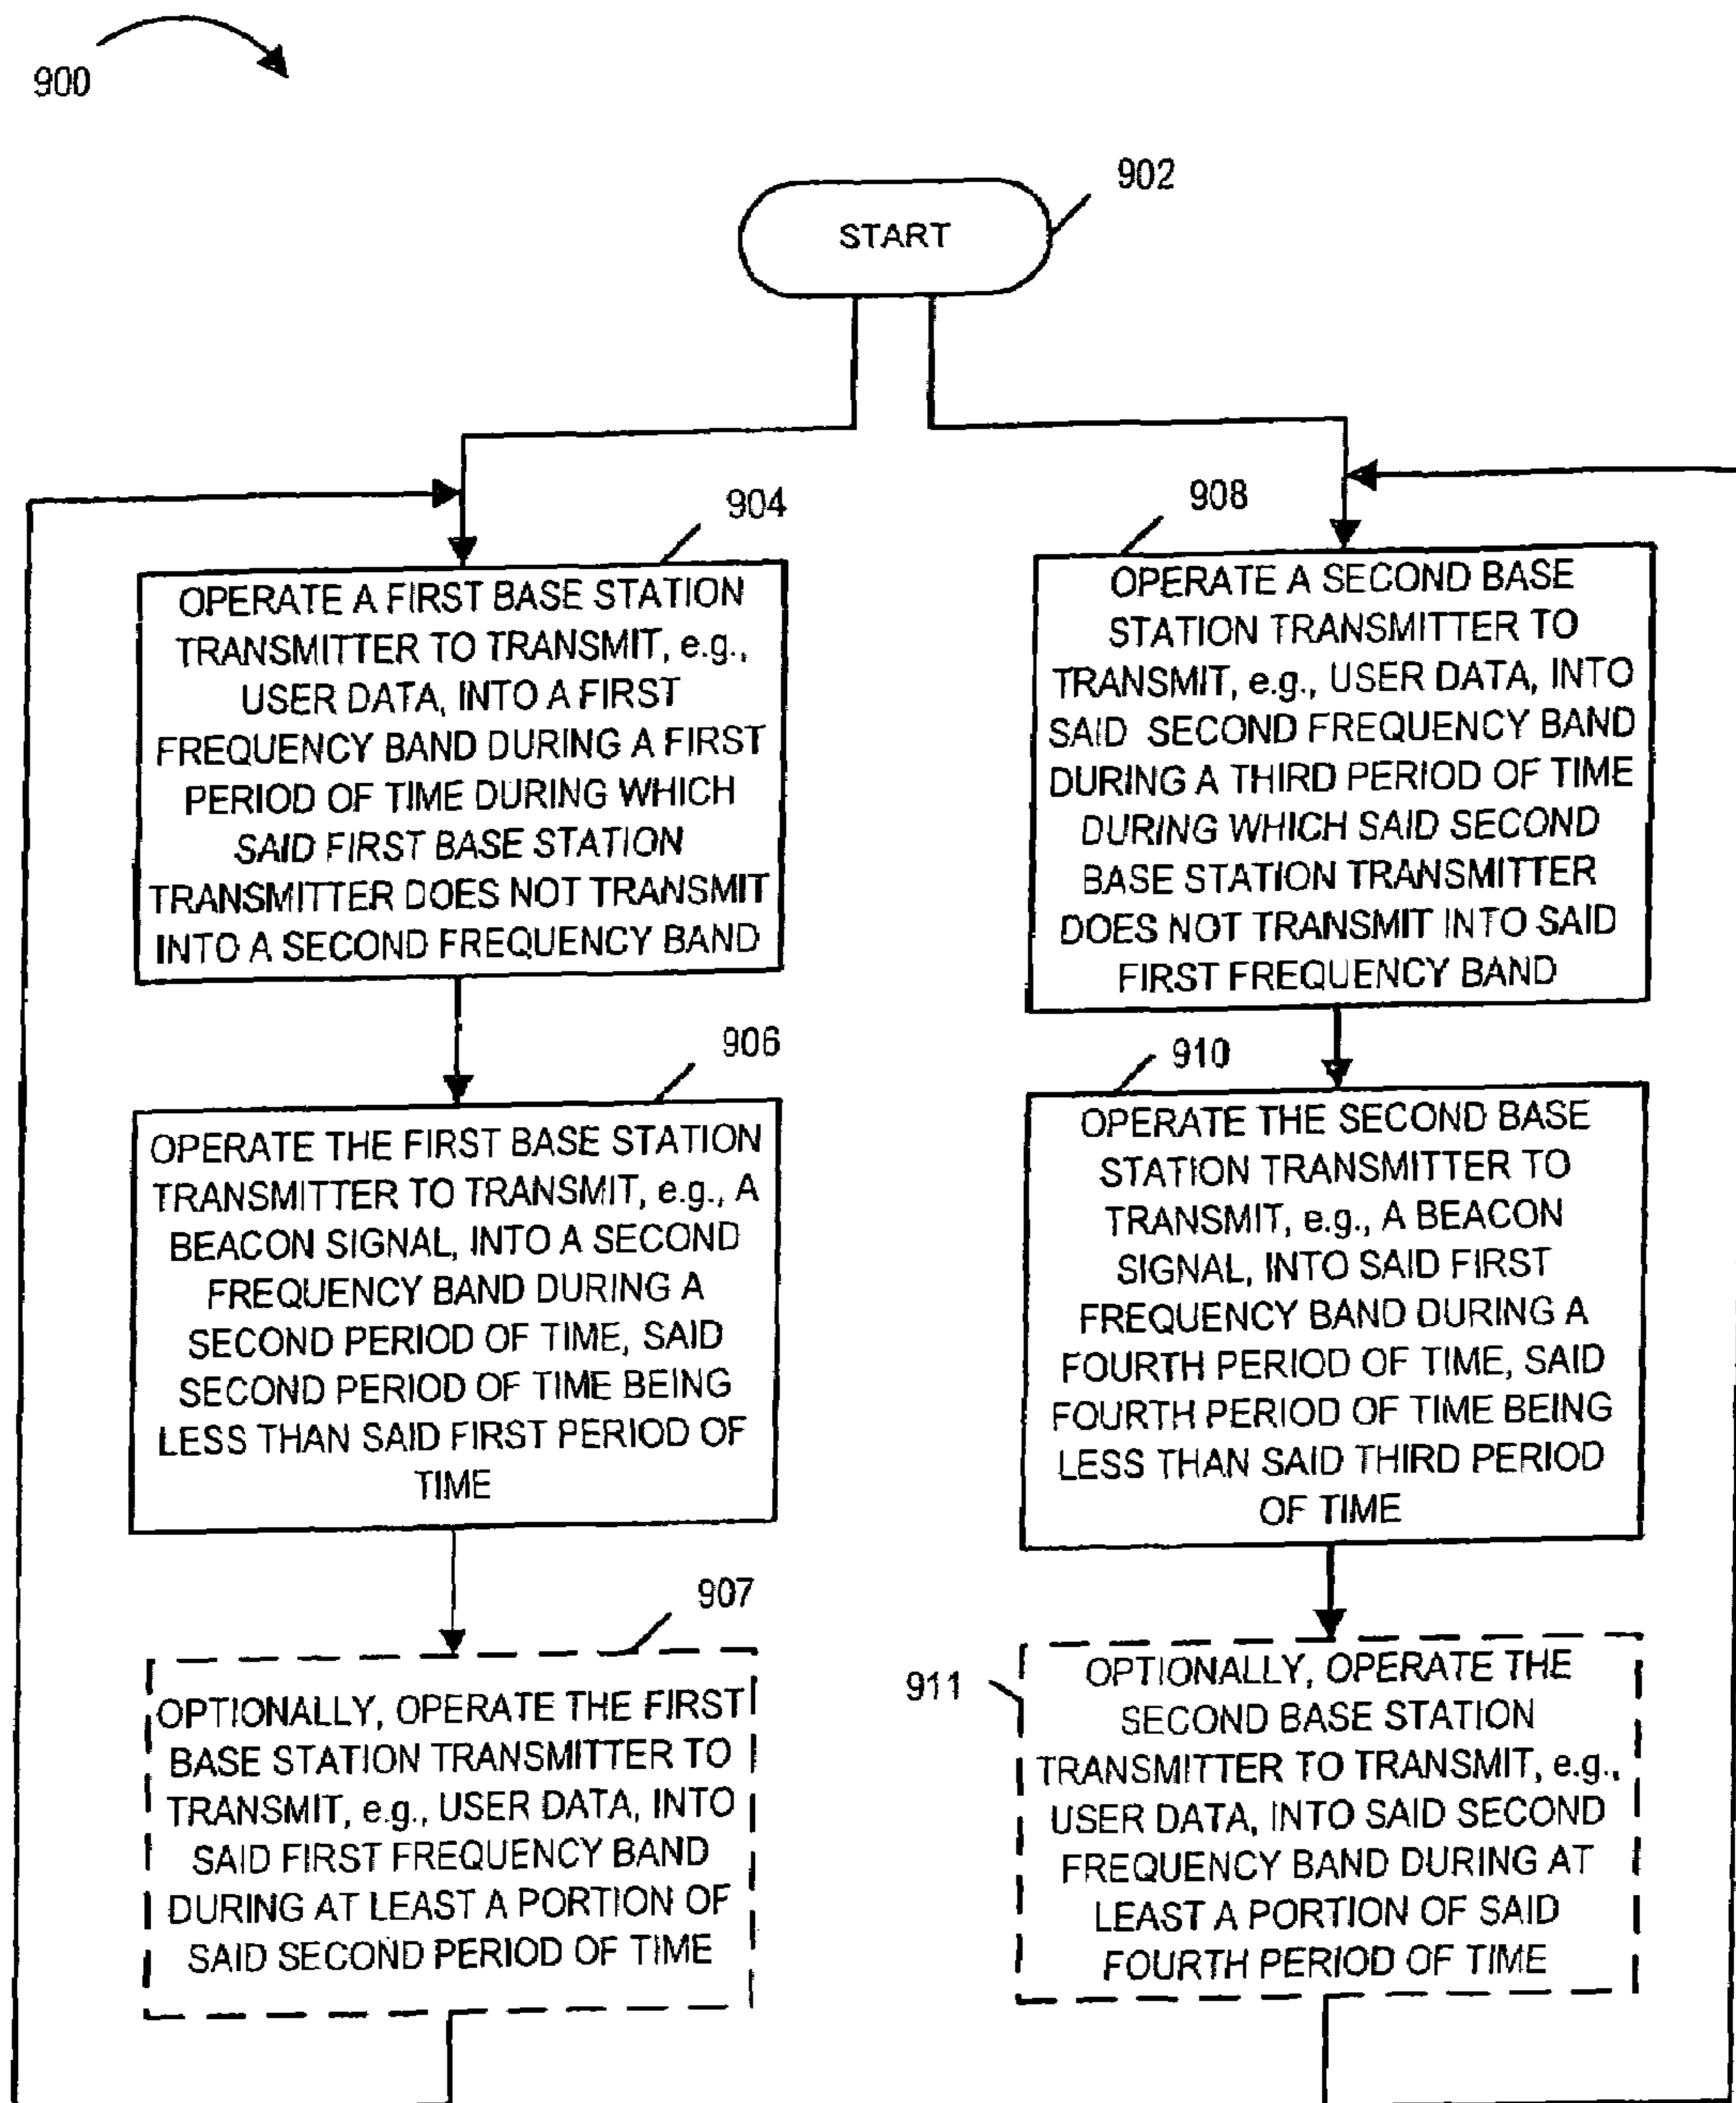 900
902
START
904
OPERATE A FIRST BASE STATION
TRANSMITTER TO TRANSMIT, e.g.,
USER DATA, INTO A FIRST
FREQUENCY BAND DURING A FIRST
PERIOD OF TIME DURING WHICH
SAID FIRST BASE STATION
TRANSMITTER DOES NOT TRANSMIT
INTO A SECOND FREQUENCY BAND
906
OPERATE THE FIRST BASE STATION
TRANSMITTER TO TRANSMIT, e.g., A
BEACON SIGNAL, INTO A SECOND
FREQUENCY BAND DURING A
SECOND PERIOD OF TIME, SAID
SECOND PERIOD OF TIME BEING
LESS THAN SAID FIRST PERIOD OF
TIME
907
OPTIONALLY, OPERATE THE FIRST
BASE STATION TRANSMITTER TO
TRANSMIT, e.g., USER DATA, INTO
SAID FIRST FREQUENCY BAND
DURING AT LEAST A PORTION OF
SAID SECOND PERIOD OF TIME
908
OPERATE A SECOND BASE
STATION TRANSMITTER TO
TRANSMIT, e.g., USER DATA, INTO
SAID SECOND FREQUENCY BAND
DURING A THIRD PERIOD OF TIME
DURING WHICH SAID SECOND
BASE STATION TRANSMITTER
DOES NOT TRANSMIT INTO SAID
FIRST FREQUENCY BAND
910
OPERATE THE SECOND BASE
STATION TRANSMITTER TO
TRANSMIT, e.g., A BEACON
SIGNAL, INTO SAID FIRST
FREQUENCY BAND DURING A
FOURTH PERIOD OF TIME, SAID
FOURTH PERIOD OF TIME BEING
LESS THAN SAID THIRD PERIOD
OF TIME
911
OPTIONALLY, OPERATE THE
SECOND BASE STATION
TRANSMITTER TO TRANSMIT, e.g.,
USER DATA, INTO SAID SECOND
FREQUENCY BAND DURING AT
LEAST A PORTION OF SAID
FOURTH PERIOD OF TIME